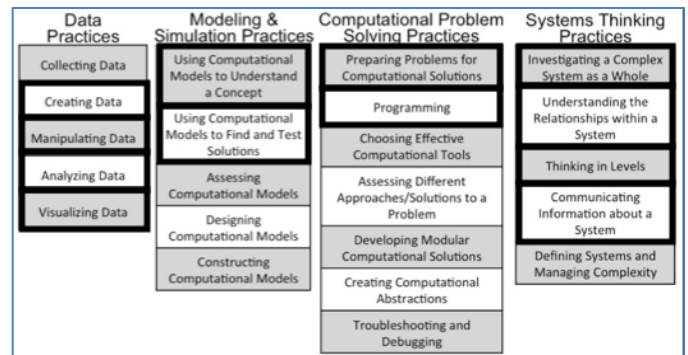 Data
Practices
Collecting Data
Creating Data
Manipulating Data
Analyzing Data
Visualizing Data
Modeling &
Simulation Practices
Using Computational
Models to Understand
a Concept
Using Computational
Models to Find and Test
Solutions
Assessing
Computational Models
Designing
Computational Models
Constructing
Computational Models
Computational Problem
Solving Practices
Preparing Problems for
Computational Solutions
Programming
Choosing Effective
Computational Tools
Assessing Different
Approaches/Solutions to a
Problem
Developing Modular
Computational Solutions
Creating Computational
Abstractions
Troubleshooting and
Debugging
Systems Thinking
Practices
Investigating a Complex
System as a Whole
Understanding the
Relationships within a
System
Thinking in Levels
Communicating
Information about a
System
Defining Systems and
Managing Complexity